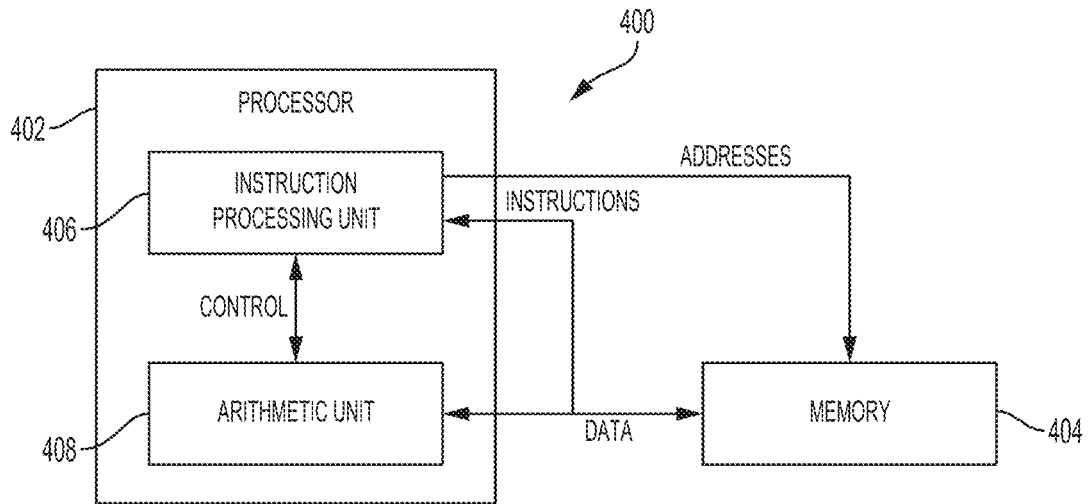 400
PROCESSOR
402
ADDRESSES
INSTRUCTION
PROCESSING UNIT
INSTRUCTIONS
406
CONTROL
ARITHMETIC UNIT
MEMORY
DATA
408
404